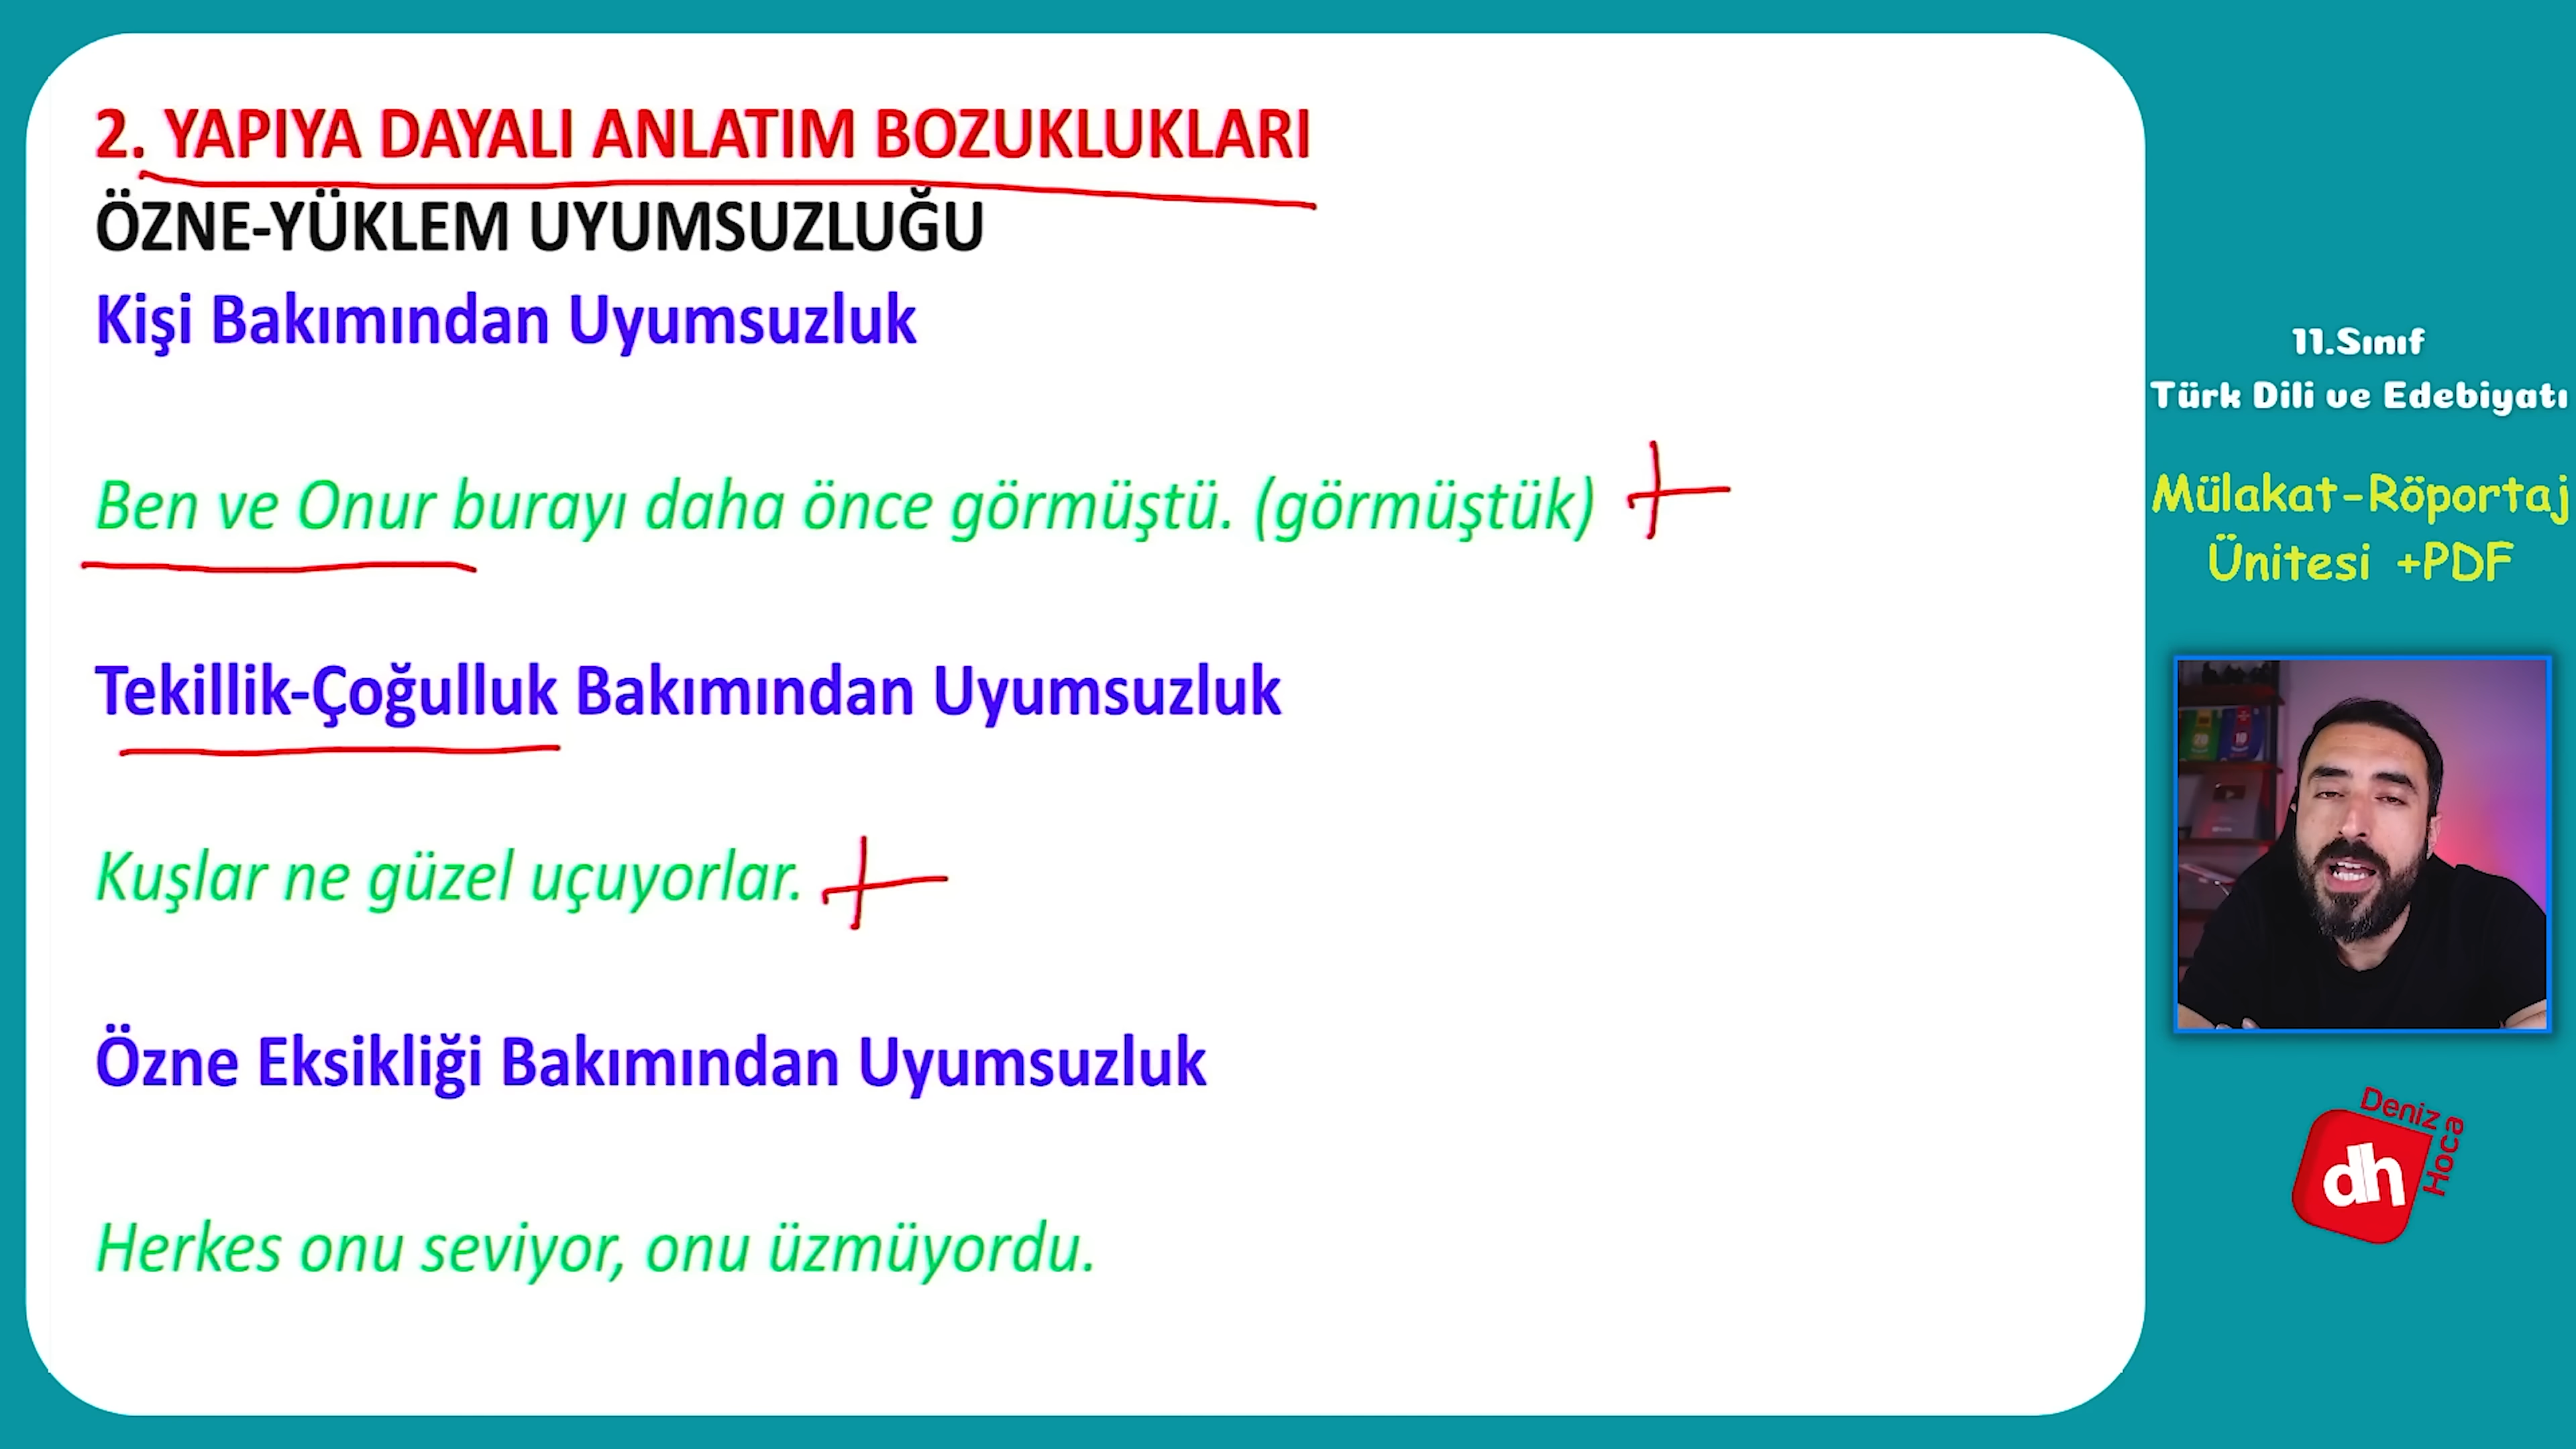 2. YAPIYA DAYALI ANLATIM BOZUKLUKLARI
ÖZNE-YÜKLEM UYUMSUZLUĞU
Kişi Bakımından Uyumsuzluk
Ben ve Onur burayı daha önce görmüştü. (görmüştük)
Tekillik-Çoğulluk Bakımından Uyumsuzluk
Kuşlar ne güzel uçuyorlar.
Özne Eksikliği Bakımından Uyumsuzluk
Herkes onu seviyor, onu üzmüyordu.
11.Sınıf
Türk Dili ve Edebiyatı
Mülakat-Röportaj
Ünitesi +PDF
Deniz Hoca
dh